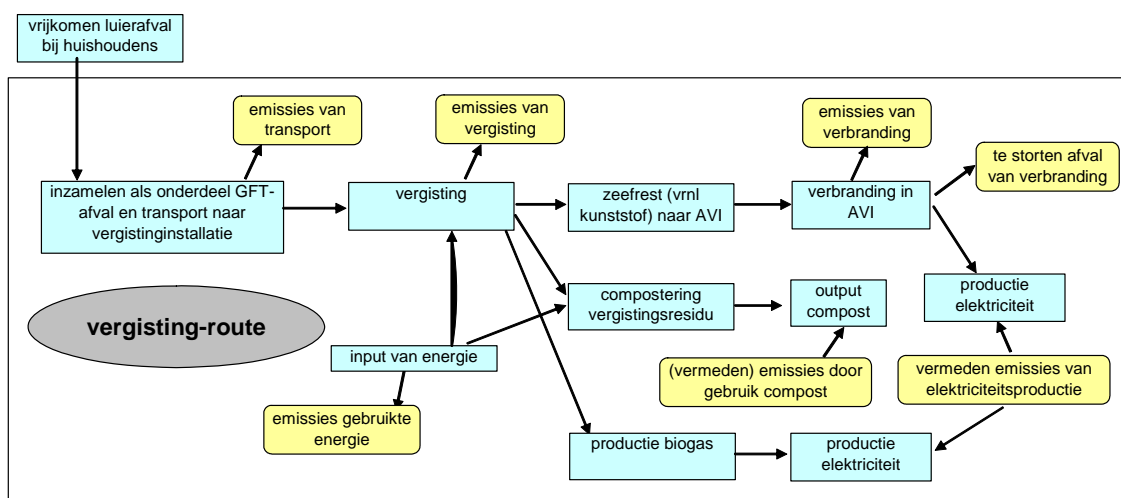 vrijkomen luierafval
bij huishoudens
emissies van
transport
emissies van
vergisting
emissies van
verbranding
te storten afval
van verbranding
inzamelen als onderdeel GFT-
afval en transport naar
vergistinginstallatie
vergisting
zeefrest (vrnl
kunststof) naar AVI
verbranding in
AVI
vergisting-route
compostering
vergistingsresidu
output
compost
productie
elektriciteit
input van energie
(vermeden) emissies door
gebruik compost
vermeden emissies van
elektriciteitsproductie
emissies gebruikte
energie
productie biogas
productie
elektriciteit